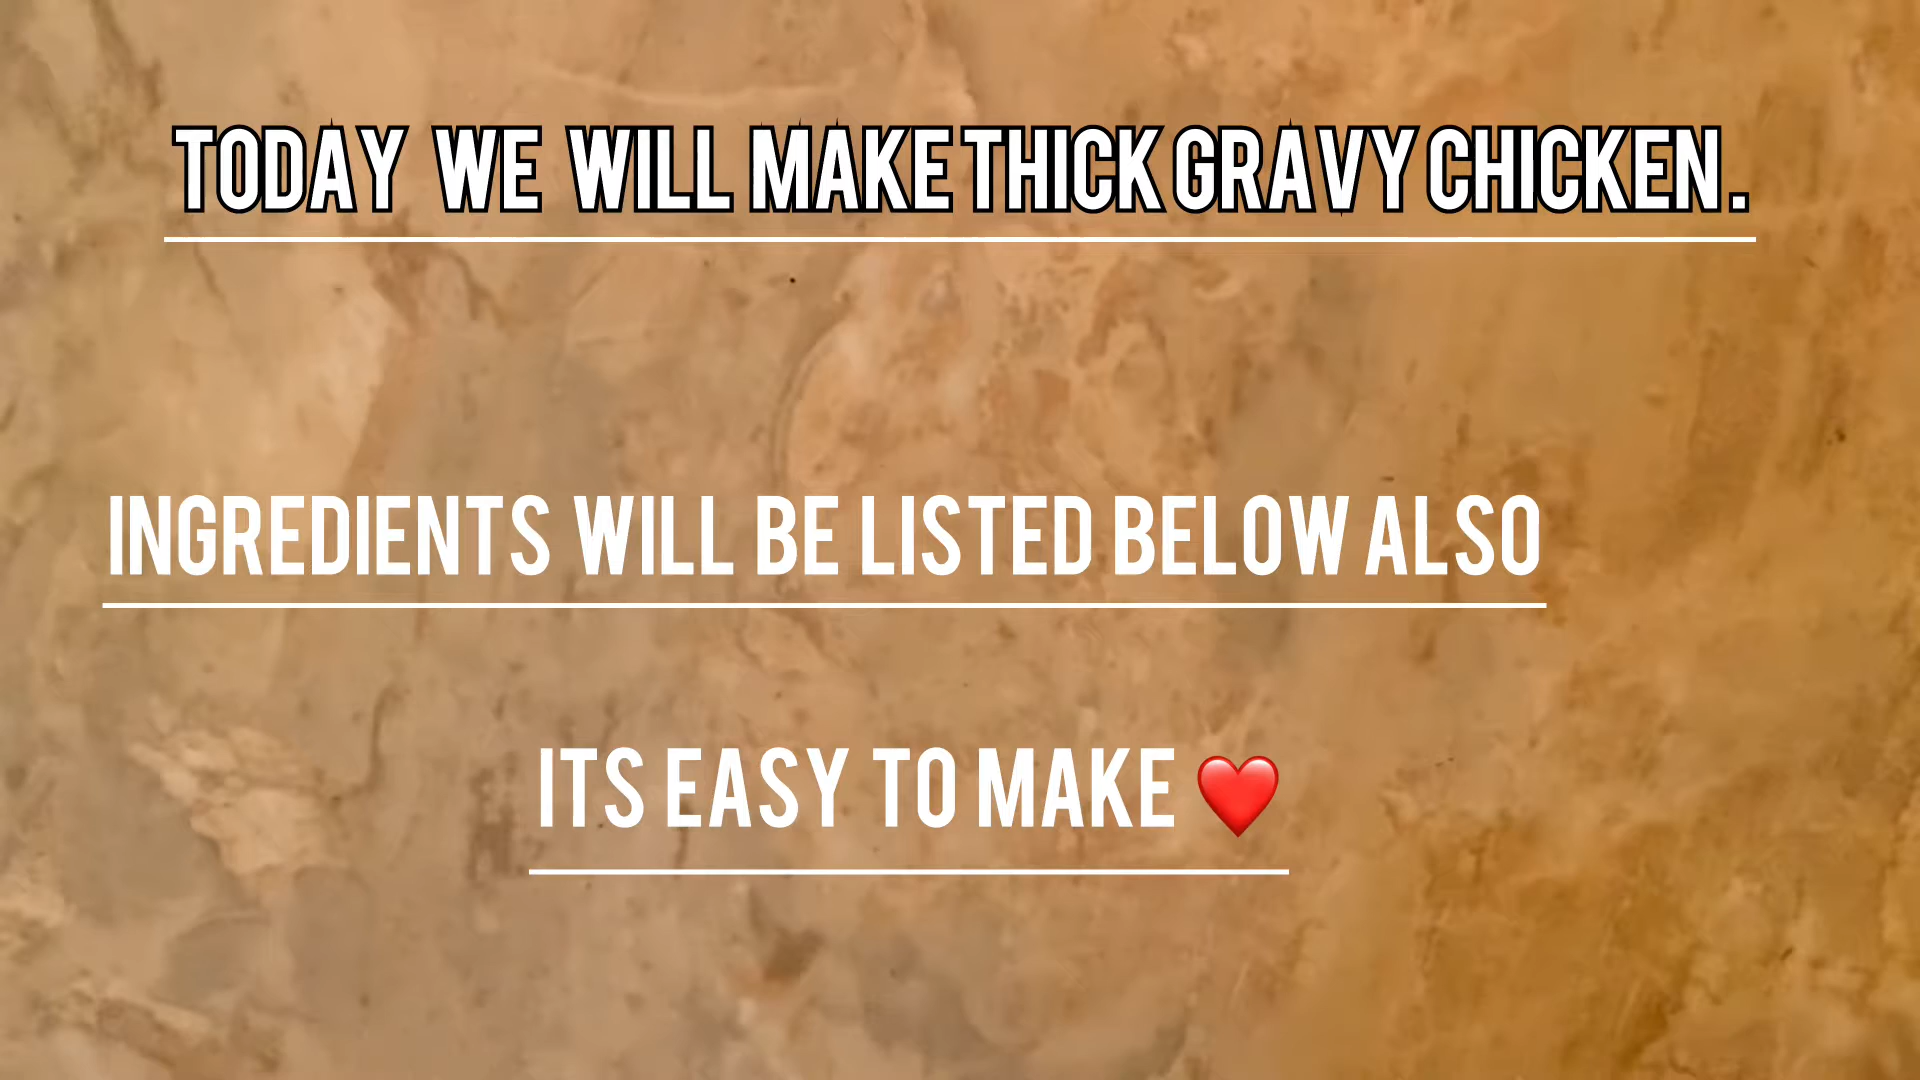 TODAY WE WILL MAKE THICK GRAVY CHICKEN.
INGREDIENTS WILL BE LISTED BELOW ALSO
ITS EASY TO MAKE ❤️